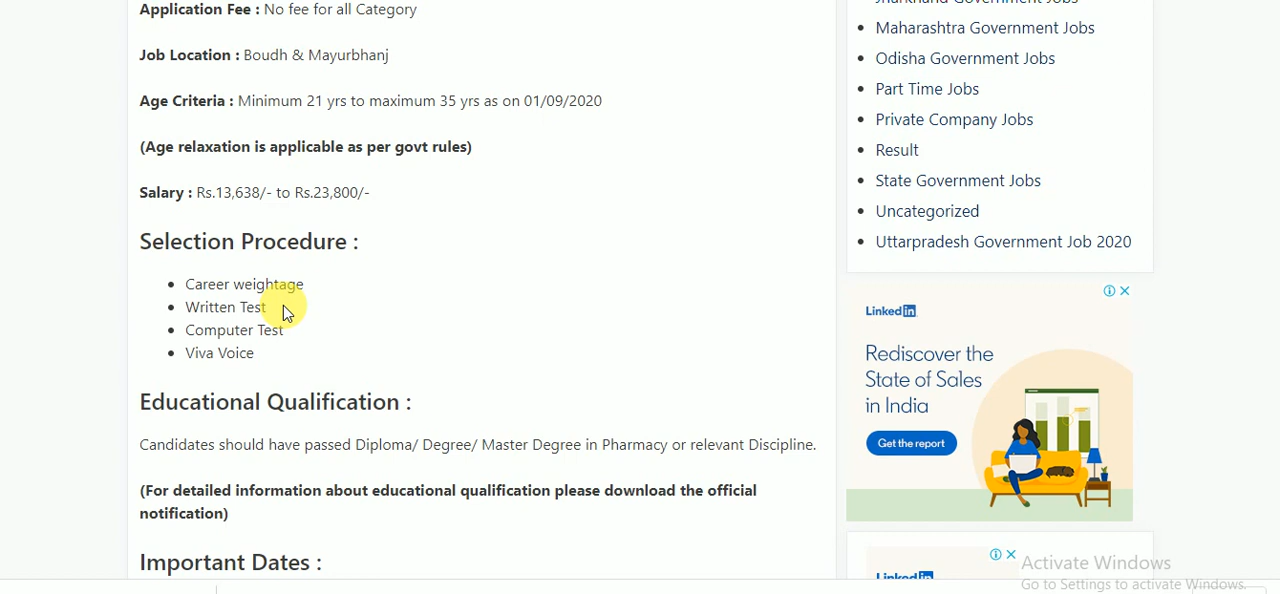 Application Fee : No fee for all Category
Job Location : Boudh & Mayurbhanj
Age Criteria : Minimum 21 yrs to maximum 35 yrs as on 01/09/2020
(Age relaxation is applicable as per govt rules)
Salary : Rs.13,638/- to Rs.23,800/-
Selection Procedure :
Career weightage
Written Test
Computer Test
Viva Voice
Educational Qualification :
Candidates should have passed Diploma/ Degree/ Master Degree in Pharmacy or relevant Discipline.
(For detailed information about educational qualification please download the official
notification)
Important Dates :
Jharkhand Government Jobs
Maharashtra Government Jobs
Odisha Government Jobs
Part Time Jobs
Private Company Jobs
Result
State Government Jobs
Uncategorized
Uttarpradesh Government Job 2020
Linked in
Rediscover the
State of Sales
in India
Get the report
Linked in
Activate Windows
Go to Settings to activate Windows.